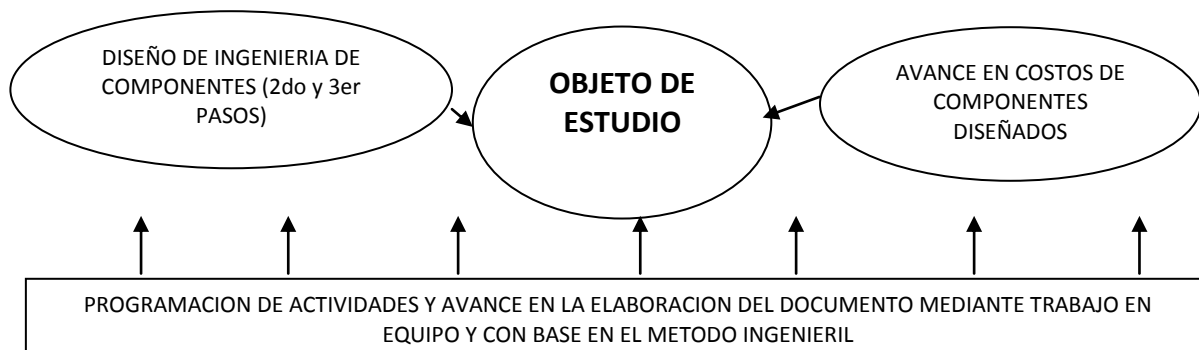 DISEÑO DE INGENIERIA DE
COMPONENTES (2do y 3er
PASOS)
OBJETO DE
ESTUDIO
AVANCE EN COSTOS DE
COMPONENTES
DISEÑADOS
PROGRAMACION DE ACTIVIDADES Y AVANCE EN LA ELABORACION DEL DOCUMENTO MEDIANTE TRABAJO EN
EQUIPO Y CON BASE EN EL METODO INGENIERIL